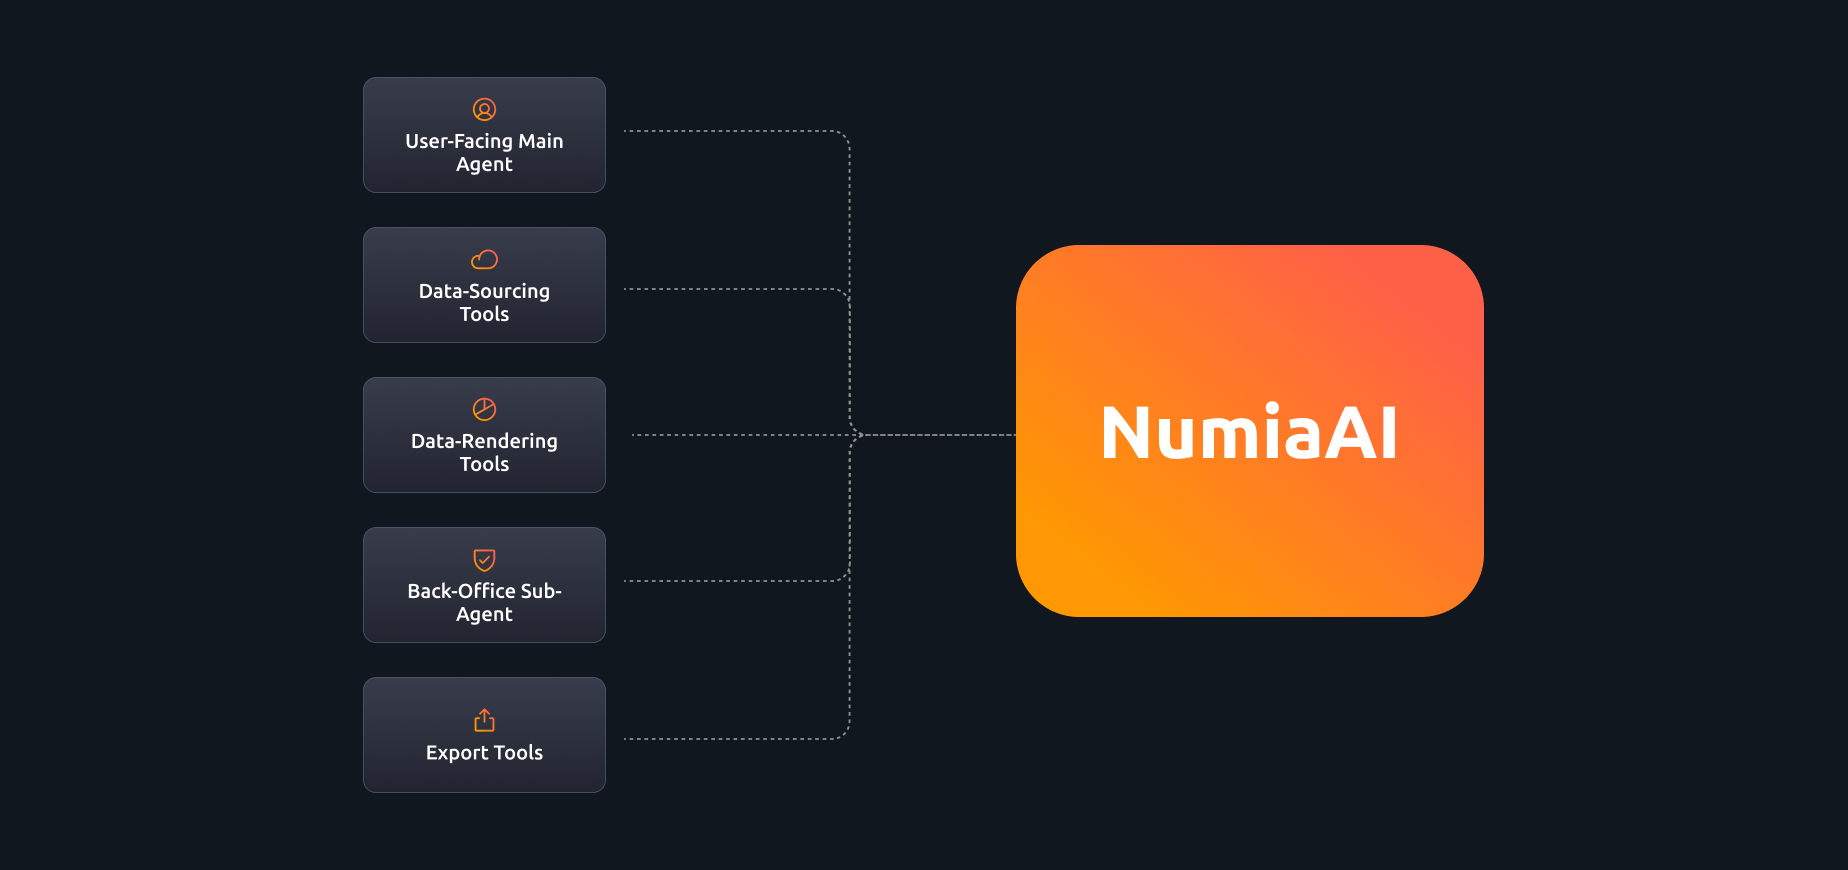 User-Facing Main
Agent
Data-Sourcing
Tools
Data-Rendering
Tools
Back-Office Sub-
Agent
Export Tools
NumiaAI